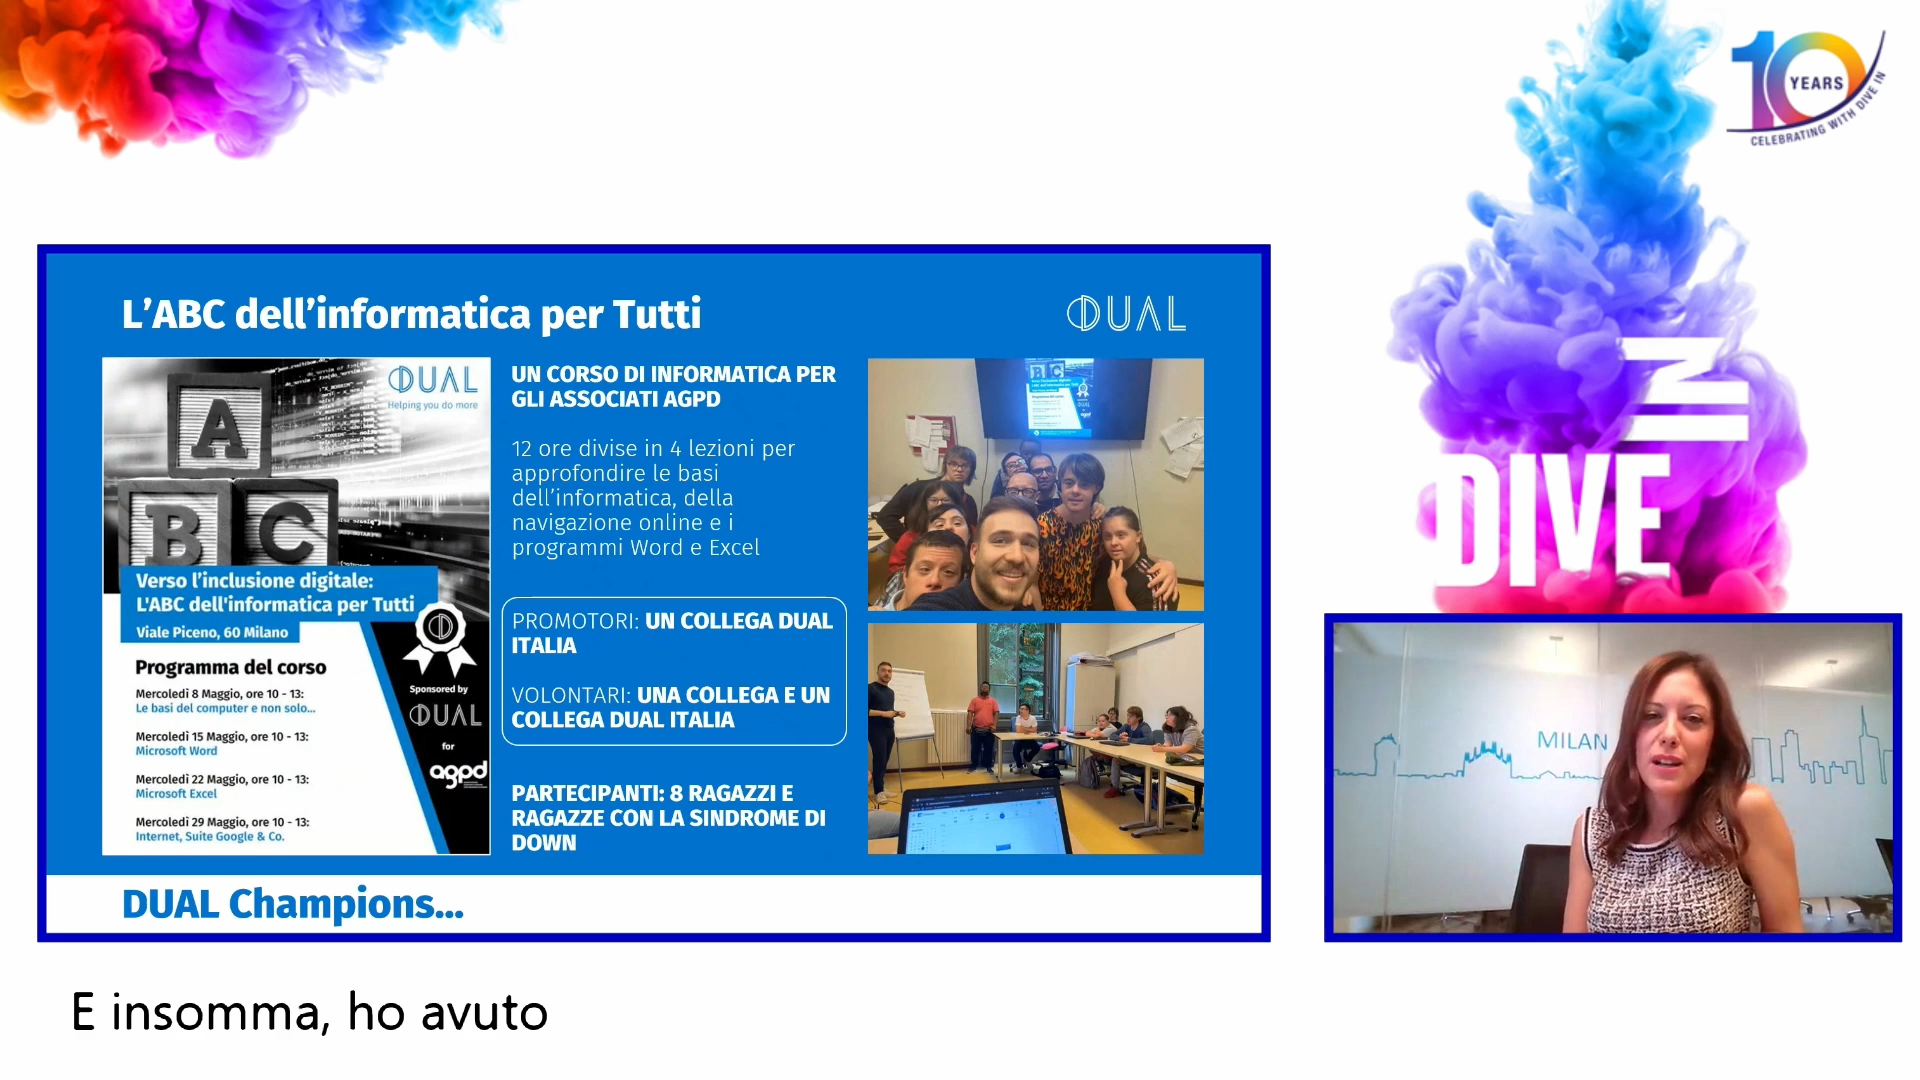 10
YEARS
CELEBRATING WITH DIVE IN
L'ABC dell'informatica per Tutti
DUAL
A
B C
DUAL
Helping you do more
Verso l'inclusione digitale:
L'ABC dell'informatica per Tutti
Viale Piceno, 60 Milano
Programma del corso
Mercoledì 8 Maggio, ore 10 - 13:
Le basi del computer e non solo...
Mercoledì 15 Maggio, ore 10 - 13:
Microsoft Word
Mercoledì 22 Maggio, ore 10 - 13:
Microsoft Excel
Mercoledì 29 Maggio, ore 10 - 13:
Internet, Suite Google & Co.
Sponsored by
DUAL
for
agpd
UN CORSO DI INFORMATICA PER
GLI ASSOCIATI AGPD
12 ore divise in 4 lezioni per
approfondire le basi
dell'informatica, della
navigazione online e i
programmi Word e Excel
PROMOTORI: UN COLLEGA DUAL
ITALIA
VOLONTARI: UNA COLLEGA E UN
COLLEGA DUAL ITALIA
PARTECIPANTI: 8 RAGAZZI E
RAGAZZE CON LA SINDROME DI
DOWN
DUAL Champions...
DIVE IN
MILAN
E insomma, ho avuto